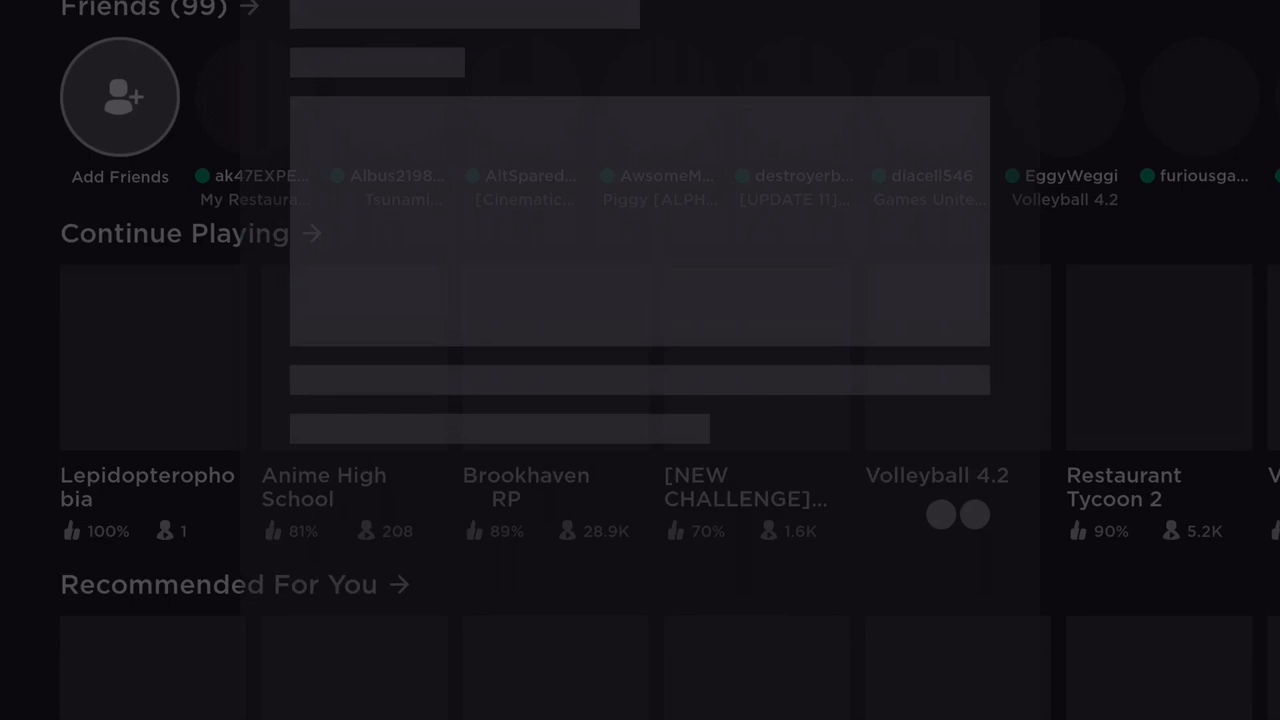 Friends (99) →
Add Friends
ak47EXPE... Albus2198... AltSpared... AwsomeM... destroyerb... diacell546 EggyWeggi furiousga...
My Restaura... Tsunami... [Cinematic... Piggy [ALPH... [UPDATE 11]... Games Unite... Volleyball 4.2
Continue Playing →
Lepidopteropho Anime High Brookhaven [NEW Volleyball 4.2 Restaurant V
bia School RP CHALLENGE]... Tycoon 2
100% 1 81% 208 89% 28.9K 70% 1.6K 90% 5.2K
Recommended For You →